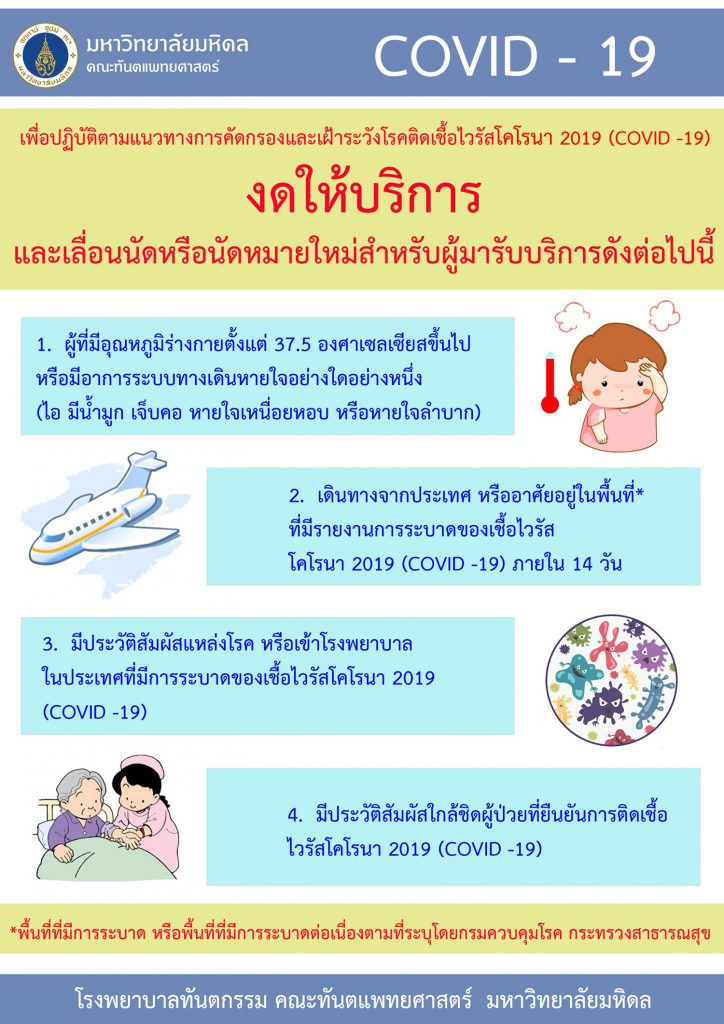 มหาวิทยาลัยมหิดล
คณะทันตแพทยศาสตร์
COVID - 19
เพื่อปฏิบัติตามแนวทางการคัดกรองและเฝ้าระวังโรคติดเชื้อไวรัสโคโรนา 2019 (COVID -19)
งดให้บริการ
และเลื่อนนัดหรือนัดหมายใหม่สำหรับผู้มารับบริการดังต่อไปนี้
1. ผู้ที่มีอุณหภูมิร่างกายตั้งแต่ 37.5 องศาเซลเซียสขึ้นไป
หรือมีอาการระบบทางเดินหายใจอย่างใดอย่างหนึ่ง
(ไอ มีน้ำมูก เจ็บคอ หายใจเหนื่อยหอบ หรือหายใจลำบาก)
2. เดินทางจากประเทศ หรืออาศัยอยู่ในพื้นที่*
ที่มีรายงานการระบาดของเชื้อไวรัส
โคโรนา 2019 (COVID -19) ภายใน 14 วัน
3. มีประวัติสัมผัสแหล่งโรค หรือเข้าโรงพยาบาล
ในประเทศที่มีการระบาดของเชื้อไวรัสโคโรนา 2019
(COVID -19)
4. มีประวัติสัมผัสใกล้ชิดผู้ป่วยที่ยืนยันการติดเชื้อ
ไวรัสโคโรนา 2019 (COVID -19)
*พื้นที่ที่มีการระบาด หรือพื้นที่ที่มีการระบาดต่อเนื่องตามที่ระบุโดยกรมควบคุมโรค กระทรวงสาธารณสุข
โรงพยาบาลทันตกรรม คณะทันตแพทยศาสตร์ มหาวิทยาลัยมหิดล